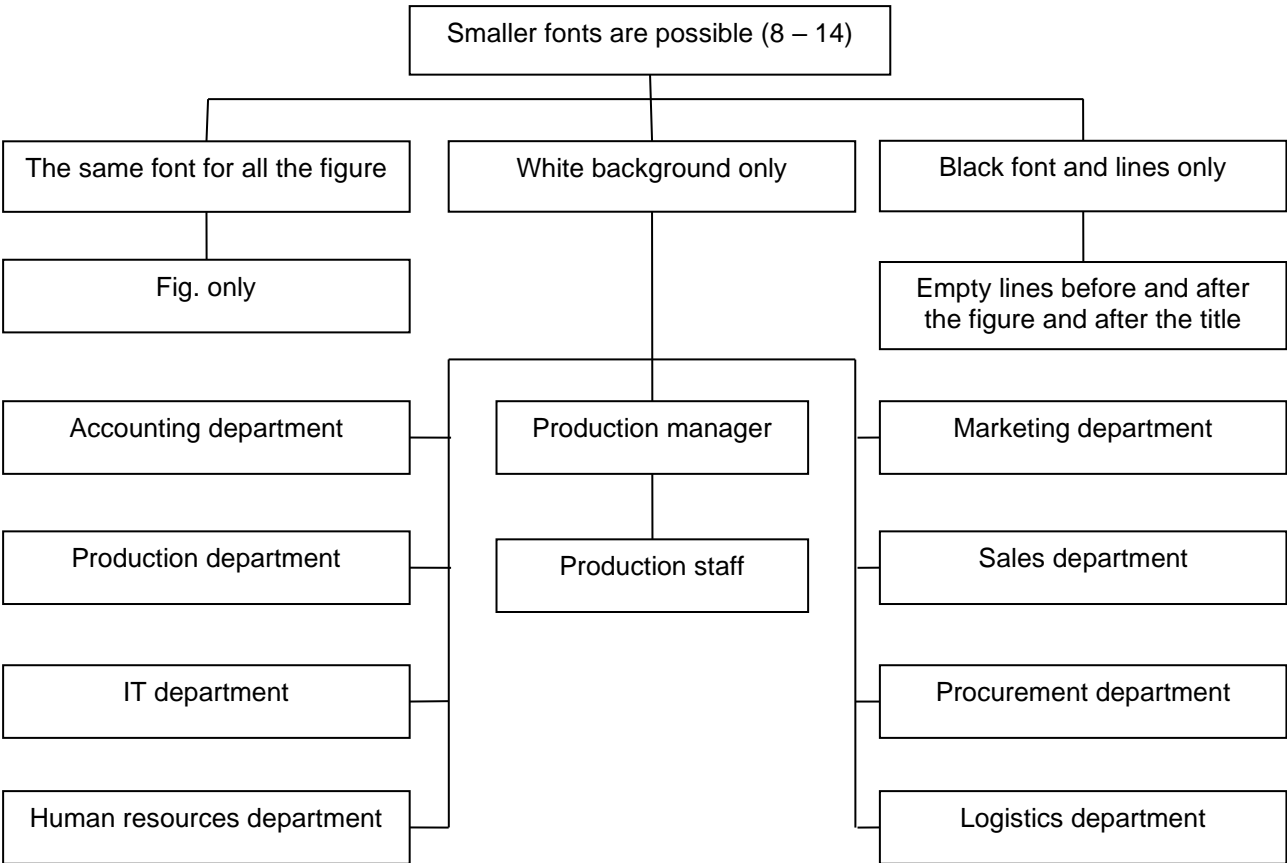 Smaller fonts are possible (8 – 14)
The same font for all the figure
White background only
Black font and lines only
Fig. only
Empty lines before and after
the figure and after the title
Accounting department
Production manager
Marketing department
Production department
Production staff
Sales department
IT department
Procurement department
Human resources department
Logistics department